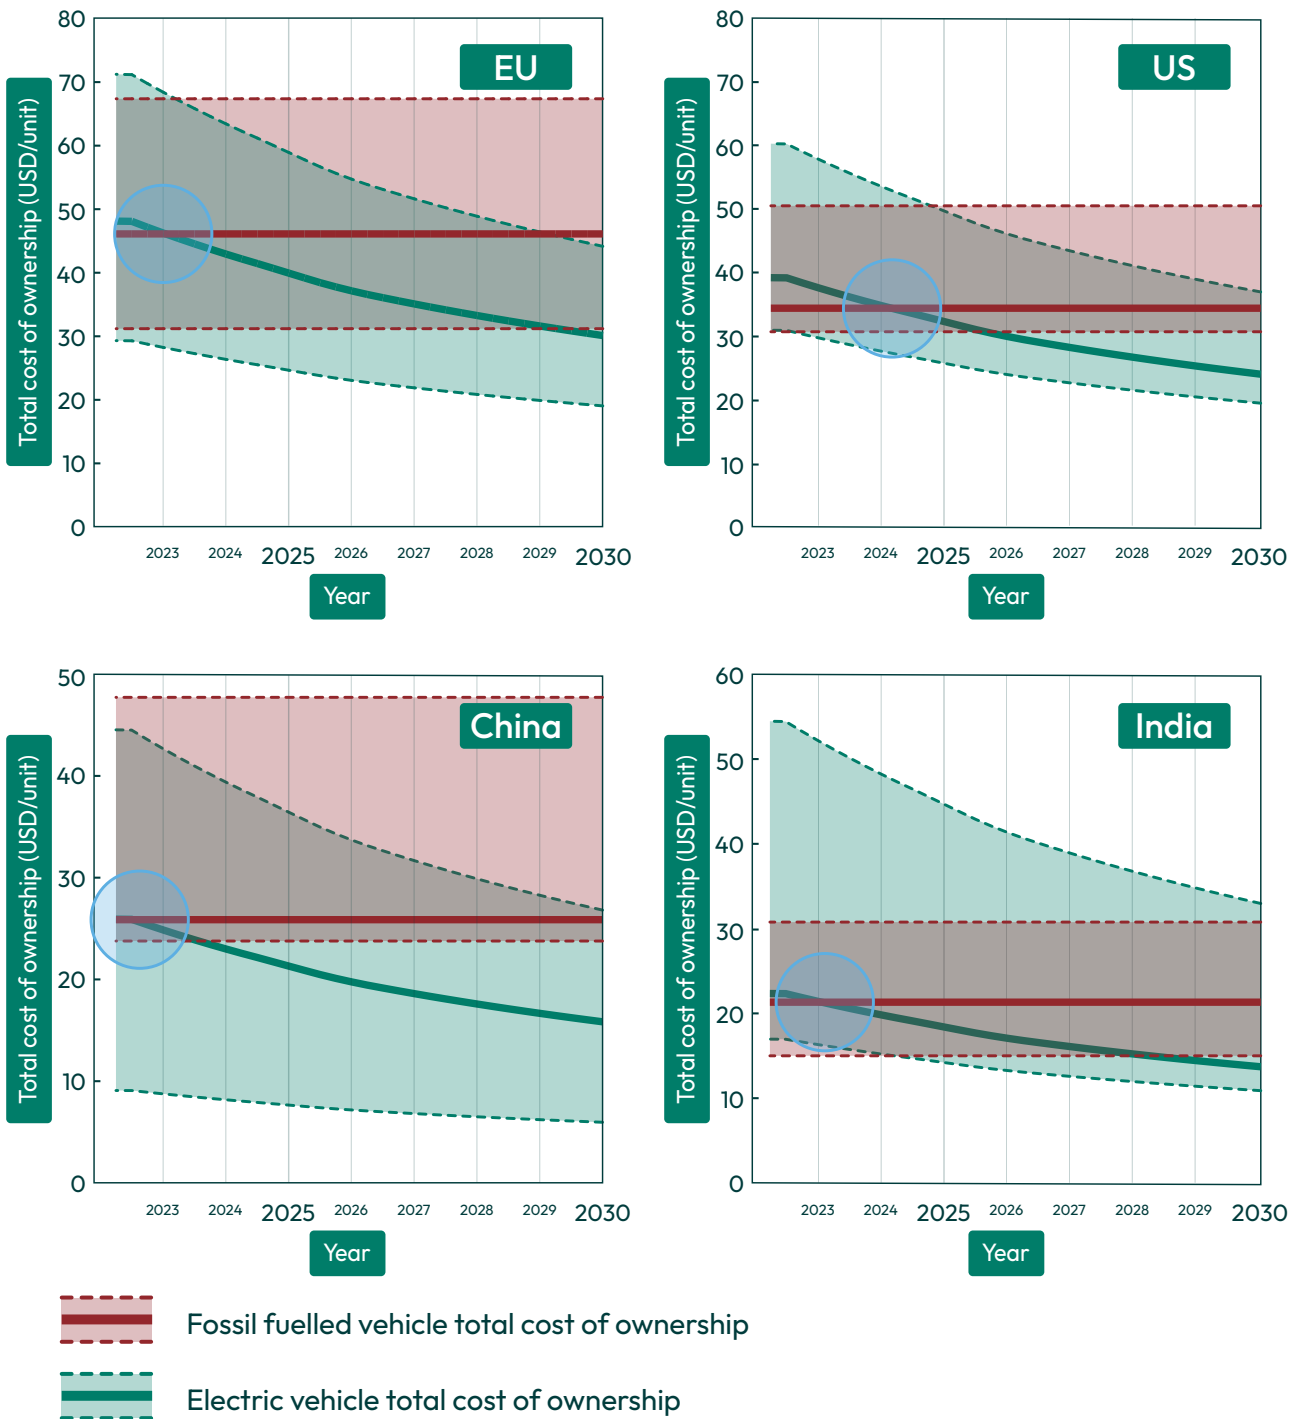 EU
Total cost of ownership (USD/unit)
80
70
60
50
40
30
20
10
0
2023 2024 2025 2026 2027 2028 2029 2030
Year
US
Total cost of ownership (USD/unit)
80
70
60
50
40
30
20
10
0
2023 2024 2025 2026 2027 2028 2029 2030
Year
China
Total cost of ownership (USD/unit)
50
40
30
20
10
0
2023 2024 2025 2026 2027 2028 2029 2030
Year
India
Total cost of ownership (USD/unit)
60
50
40
30
20
10
0
2023 2024 2025 2026 2027 2028 2029 2030
Year
Fossil fuelled vehicle total cost of ownership
Electric vehicle total cost of ownership